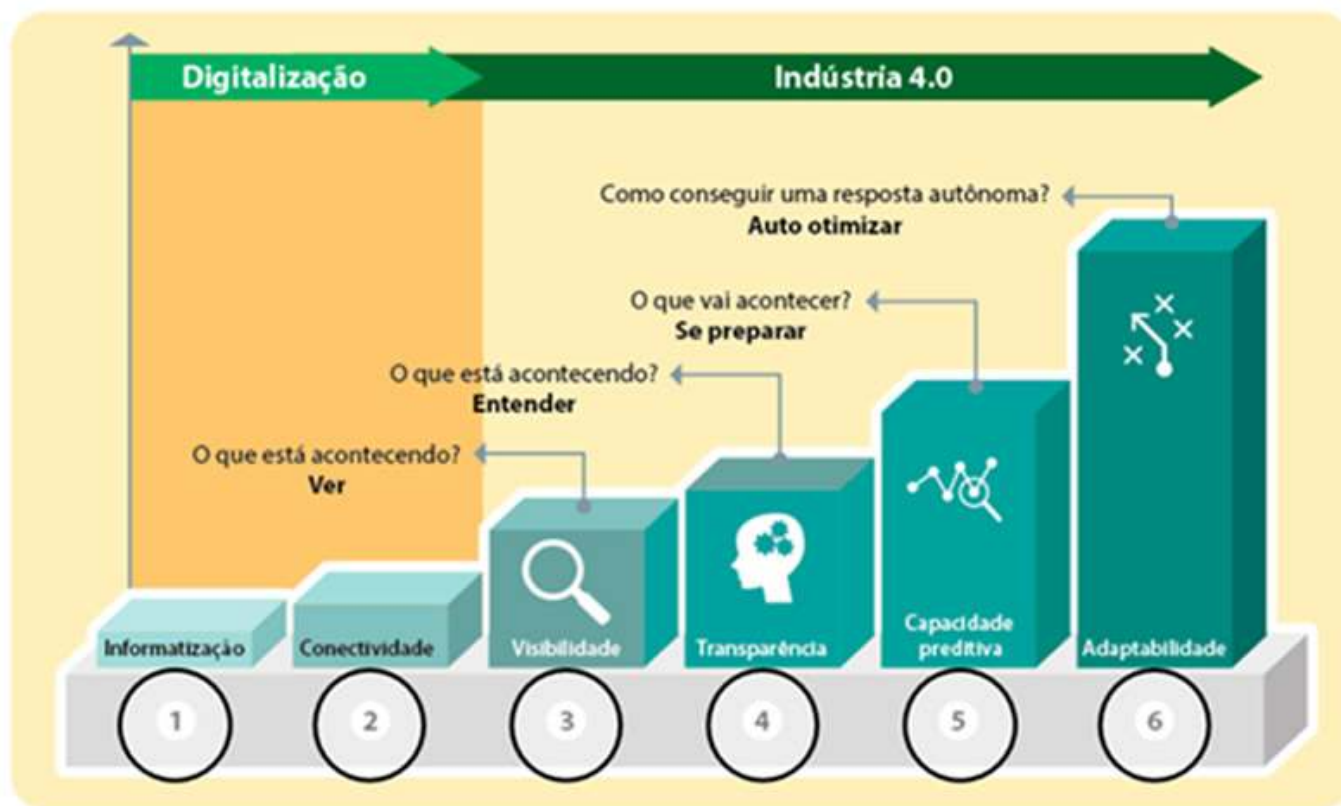 Digitalização
Indústria 4.0
Como conseguir uma resposta autônoma?
Auto otimizar
O que vai acontecer?
Se preparar
O que está acontecendo?
Entender
O que está acontecendo?
Ver
Informatização
Conectividade
Visibilidade
Transparência
Capacidade
preditiva
Adaptabilidade
1
2
3
4
5
6